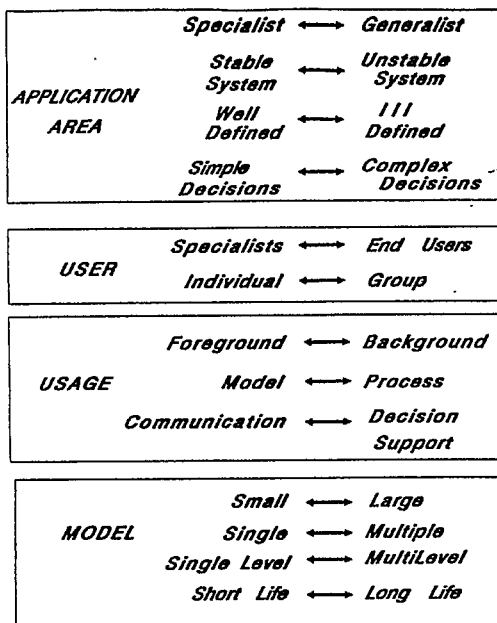 Specialist ↔ Generalist
Stable System ↔ Unstable System
APPLICATION AREA
Well Defined ↔ III Defined
Simple Decisions ↔ Complex Decisions
Specialists ↔ End Users
USER
Individual ↔ Group
Foreground ↔ Background
USAGE
Model ↔ Process
Communication ↔ Decision Support
Small ↔ Large
MODEL
Single ↔ Multiple
Single Level ↔ MultiLevel
Short Life ↔ Long Life